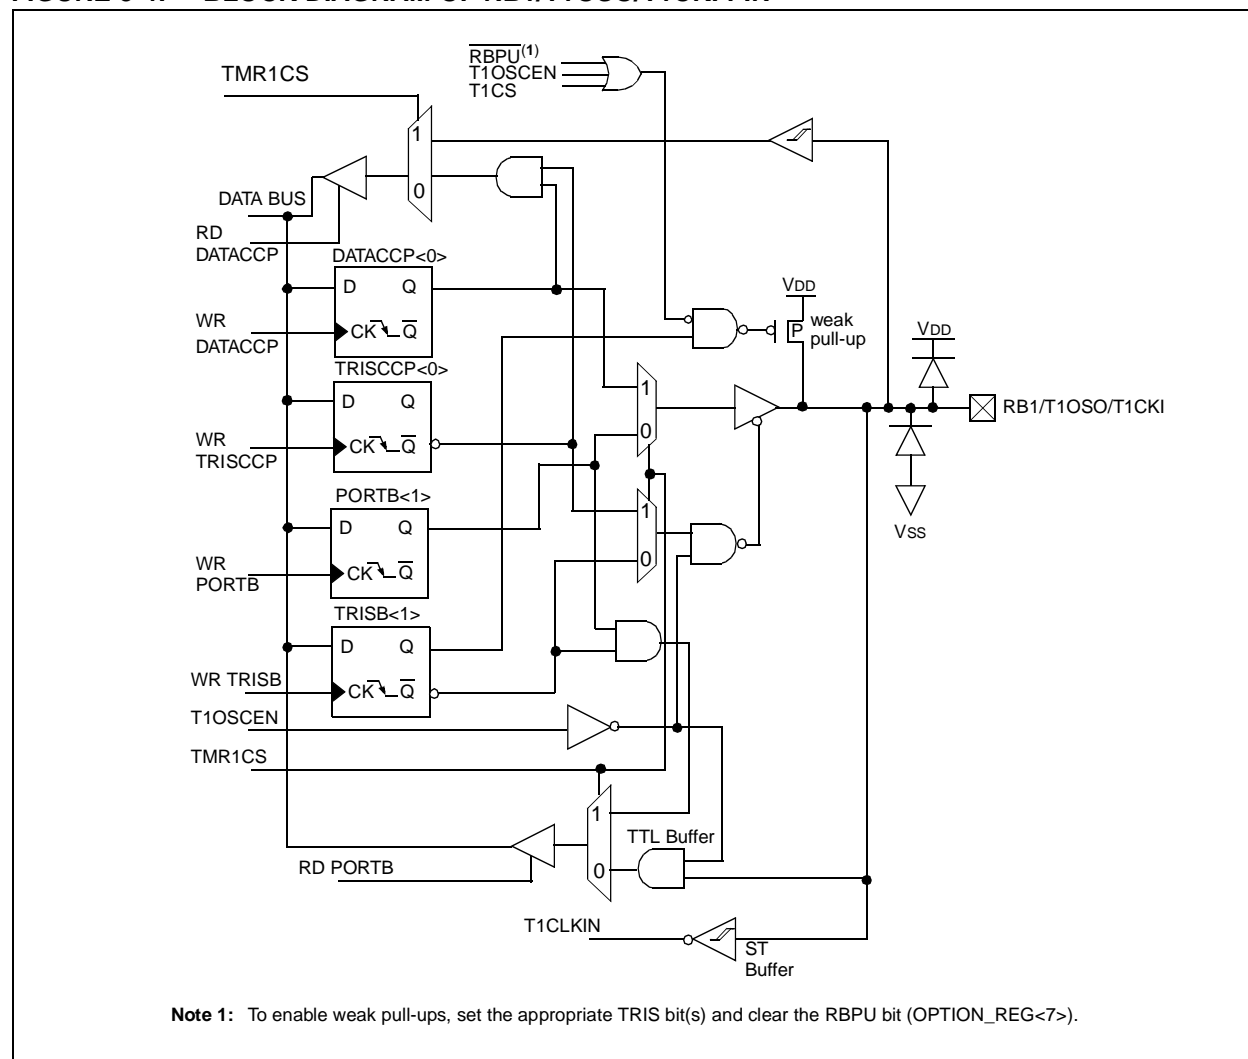 RBPU(1)
T1OSCEN
T1CS
TMR1CS
1
0
DATA BUS
RD
DATACCP
DATACCP<0>
D Q
CK Q
WR
DATACCP
VDD
P
weak
pull-up
VDD
TRISCCP<0>
D Q
CK Q
WR
TRISCCP
1
0
RB1/T1OSO/T1CKI
VSS
PORTB<1>
D Q
CK Q
WR
PORTB
1
0
TRISB<1>
D Q
CK Q
WR TRISB
T1OSCEN
TMR1CS
1
0
TTL Buffer
RD PORTB
T1CLKIN
ST
Buffer
Note 1: To enable weak pull-ups, set the appropriate TRIS bit(s) and clear the RBPU bit (OPTION_REG<7>).